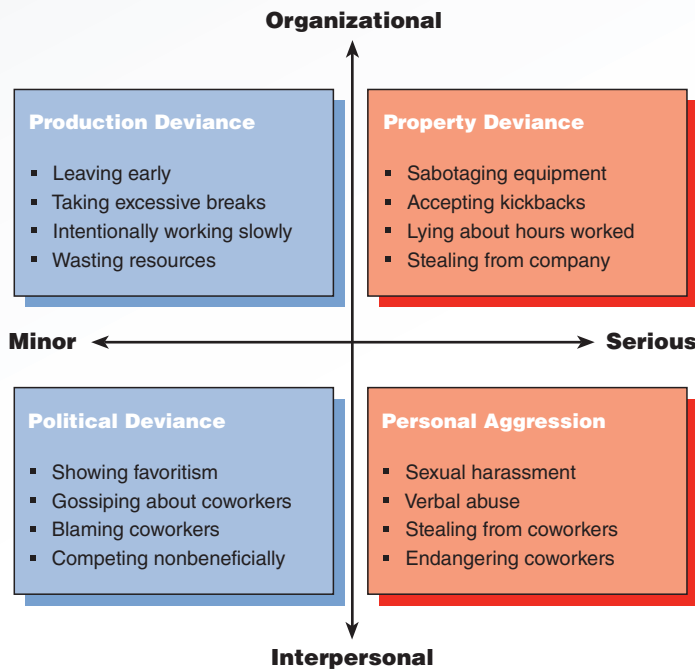 Organizational
Production Deviance
▪ Leaving early
▪ Taking excessive breaks
▪ Intentionally working slowly
▪ Wasting resources
Property Deviance
▪ Sabotaging equipment
▪ Accepting kickbacks
▪ Lying about hours worked
▪ Stealing from company
Minor
Serious
Political Deviance
▪ Showing favoritism
▪ Gossiping about coworkers
▪ Blaming coworkers
▪ Competing nonbeneficially
Personal Aggression
▪ Sexual harassment
▪ Verbal abuse
▪ Stealing from coworkers
▪ Endangering coworkers
Interpersonal